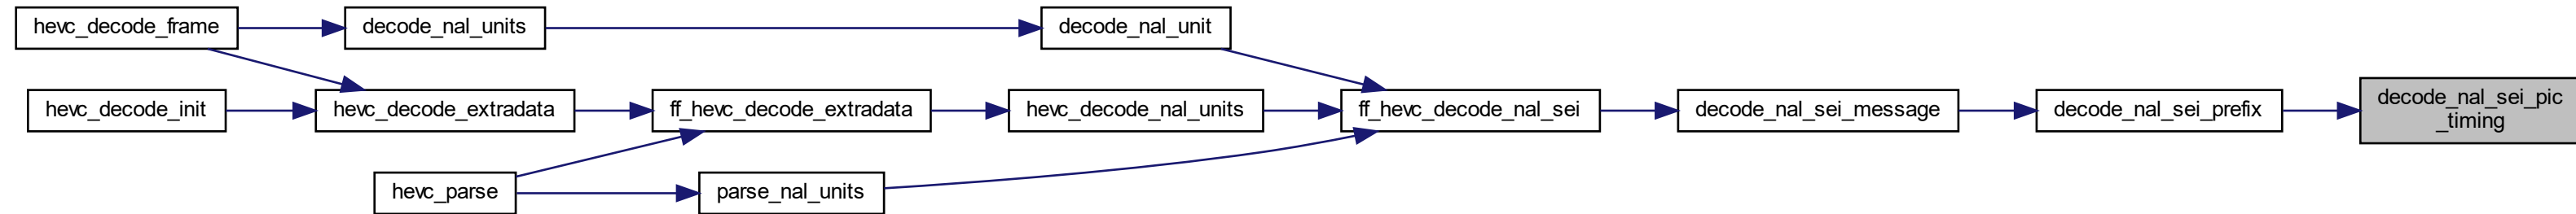 hevc_decode_frame
decode_nal_units
decode_nal_unit
hevc_decode_init
hevc_decode_extradata
ff_hevc_decode_extradata
hevc_decode_nal_units
ff_hevc_decode_nal_sei
decode_nal_sei_message
decode_nal_sei_prefix
decode_nal_sei_pic
_timing
hevc_parse
parse_nal_units